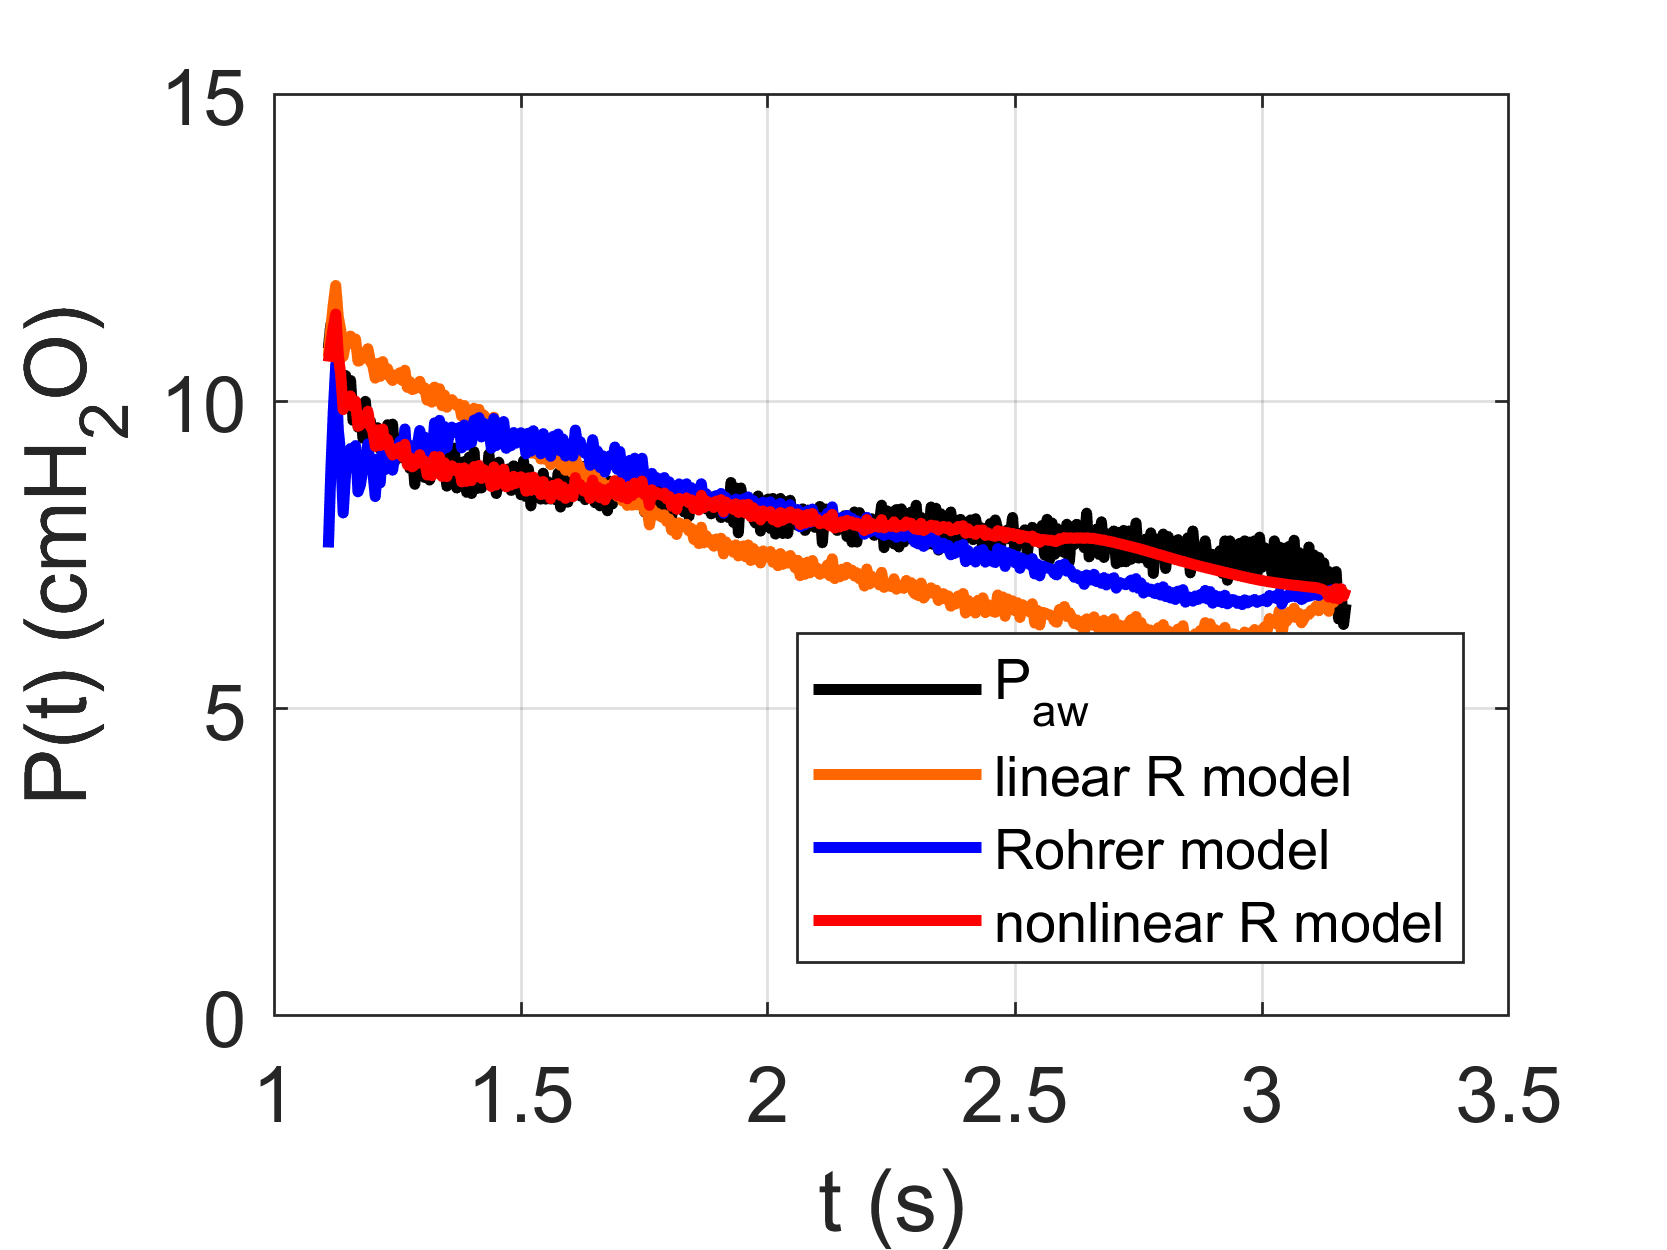 15
10
5
0
P(t) (cmH2O)
1 1.5 2 2.5 3 3.5
t (s)
Paw
linear R model
Rohrer model
nonlinear R model